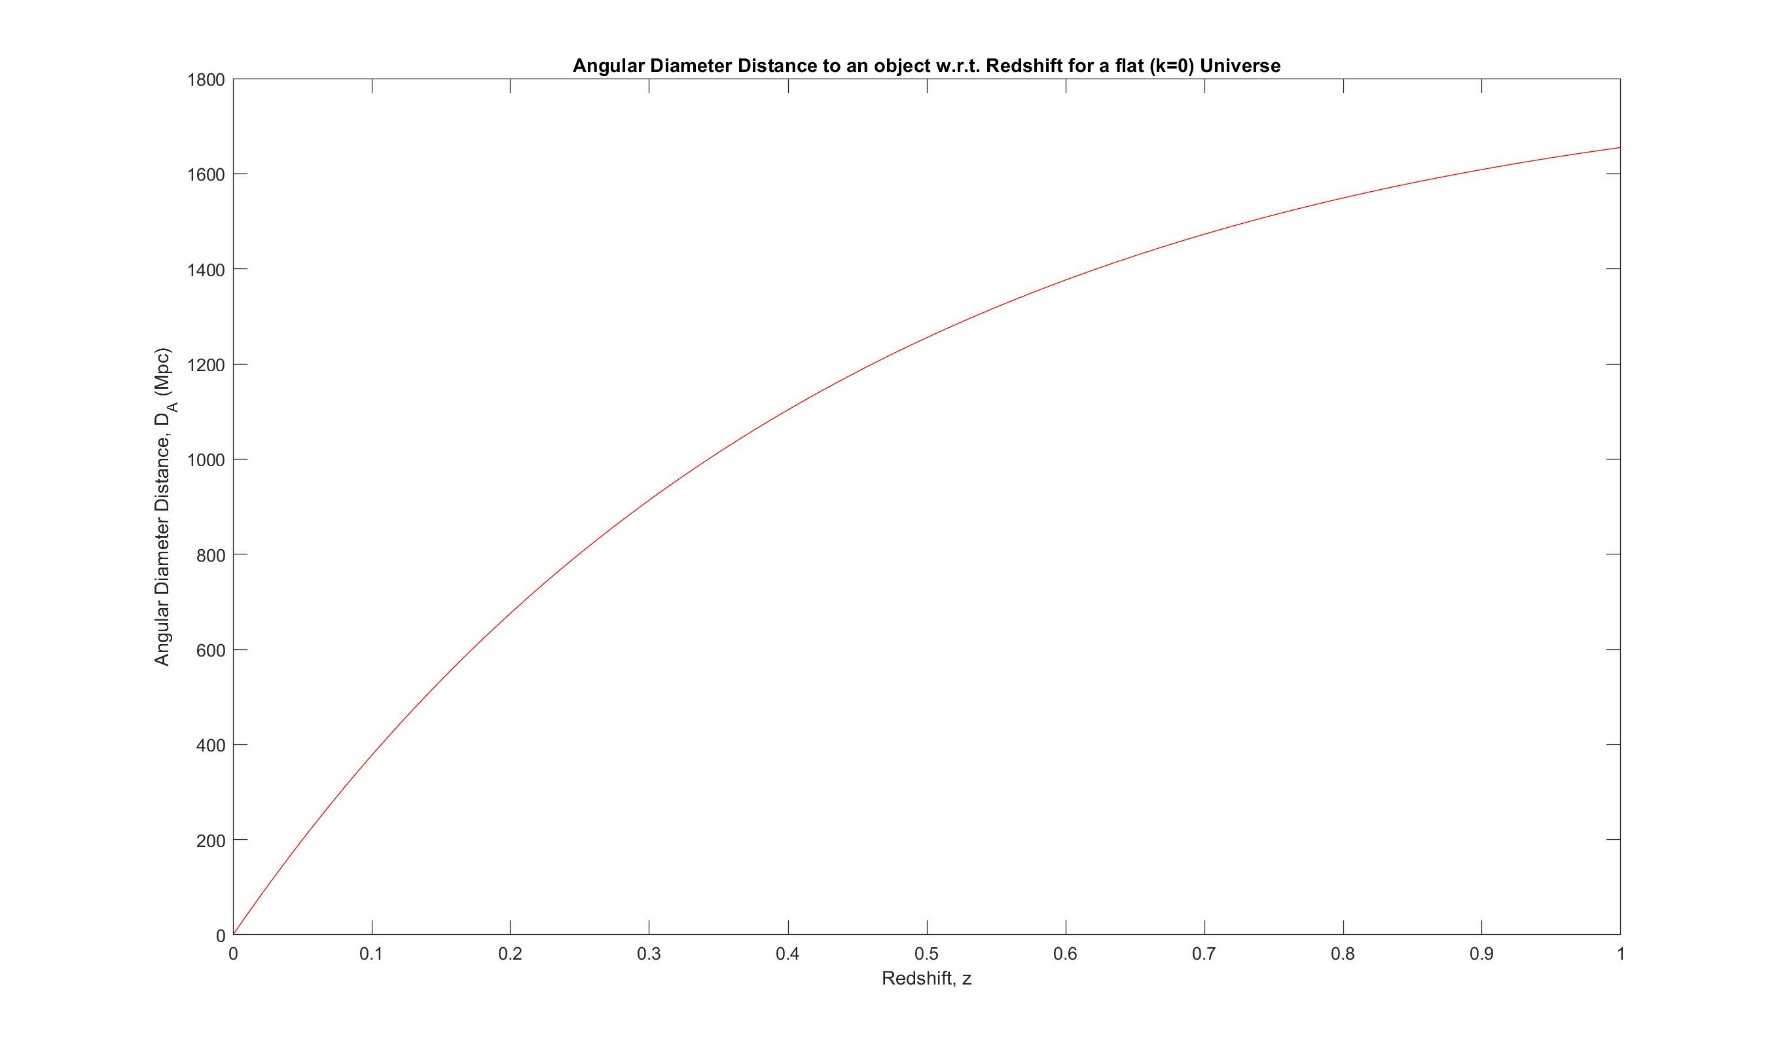 Angular Diameter Distance to an object w.r.t. Redshift for a flat (k=0) Universe
1800
1600
1400
1200
1000
800
600
400
200
0
Angular Diameter Distance, D_A (Mpc)
0 0.1 0.2 0.3 0.4 0.5 0.6 0.7 0.8 0.9 1
Redshift, z